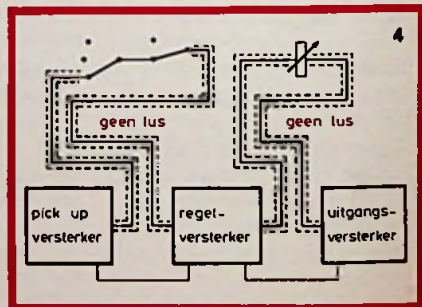 4
geen lus
geen lus
pick up
versterker
regel-
versterker
uitgangs-
versterker